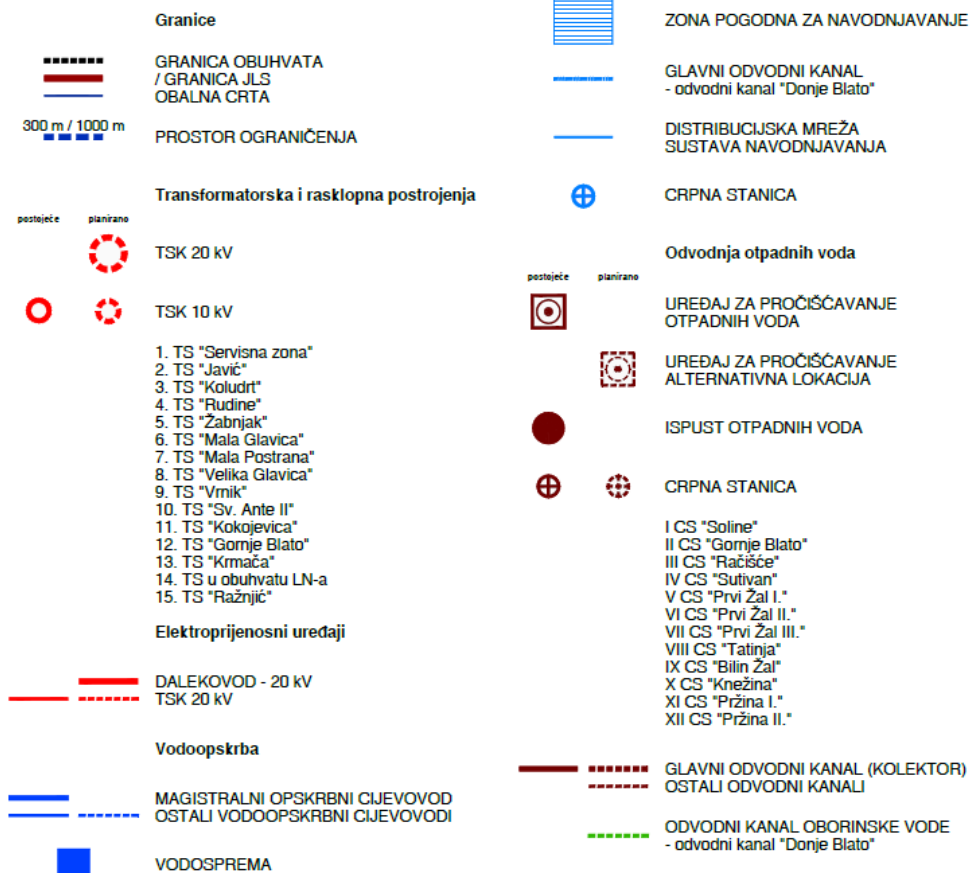 Granice
GRANICA OBUHVATA
/ GRANICA JLS
OBALNA CRTA
300 m / 1000 m
PROSTOR OGRANIČENJA
Transformatorska i rasklopna postrojenja
postojeće planirano
TSK 20 kV
TSK 10 kV
1. TS "Servisna zona"
2. TS "Javić"
3. TS "Koludrt"
4. TS "Rudine"
5. TS "Žabnjak"
6. TS "Mala Glavica"
7. TS "Mala Postrana"
8. TS "Velika Glavica"
9. TS "Vrnik"
10. TS "Sv. Ante II"
11. TS "Kokojevica"
12. TS "Gornje Blato"
13. TS "Krmača"
14. TS u obuhvatu LN-a
15. TS "Ražnjić"
Elektroprijenosni uređaji
DALEKOVOD - 20 kV
TSK 20 kV
Vodoopskrba
MAGISTRALNI OPSKRBNI CIJEVOVOD
OSTALI VODOOPSKRBNI CIJEVOVODI
VODOSPREMA
ZONA POGODNA ZA NAVODNJAVANJE
GLAVNI ODVODNI KANAL
- odvodni kanal "Donje Blato"
DISTRIBUCIJSKA MREŽA
SUSTAVA NAVODNJAVANJA
CRPNA STANICA
Odvodnja otpadnih voda
postojeće planirano
UREĐAJ ZA PROČIŠĆAVANJE
OTPADNIH VODA
UREĐAJ ZA PROČIŠĆAVANJE
ALTERNATIVNA LOKACIJA
ISPUST OTPADNIH VODA
CRPNA STANICA
I CS "Soline"
II CS "Gornje Blato"
III CS "Račišće"
IV CS "Sutivan"
V CS "Prvi Žal I."
VI CS "Prvi Žal II."
VII CS "Prvi Žal III."
VIII CS "Tatinja"
IX CS "Bilin Žal"
X CS "Knežina"
XI CS "Pržina I."
XII CS "Pržina II."
GLAVNI ODVODNI KANAL (KOLEKTOR)
OSTALI ODVODNI KANALI
ODVODNI KANAL OBORINSKE VODE
- odvodni kanal "Donje Blato"